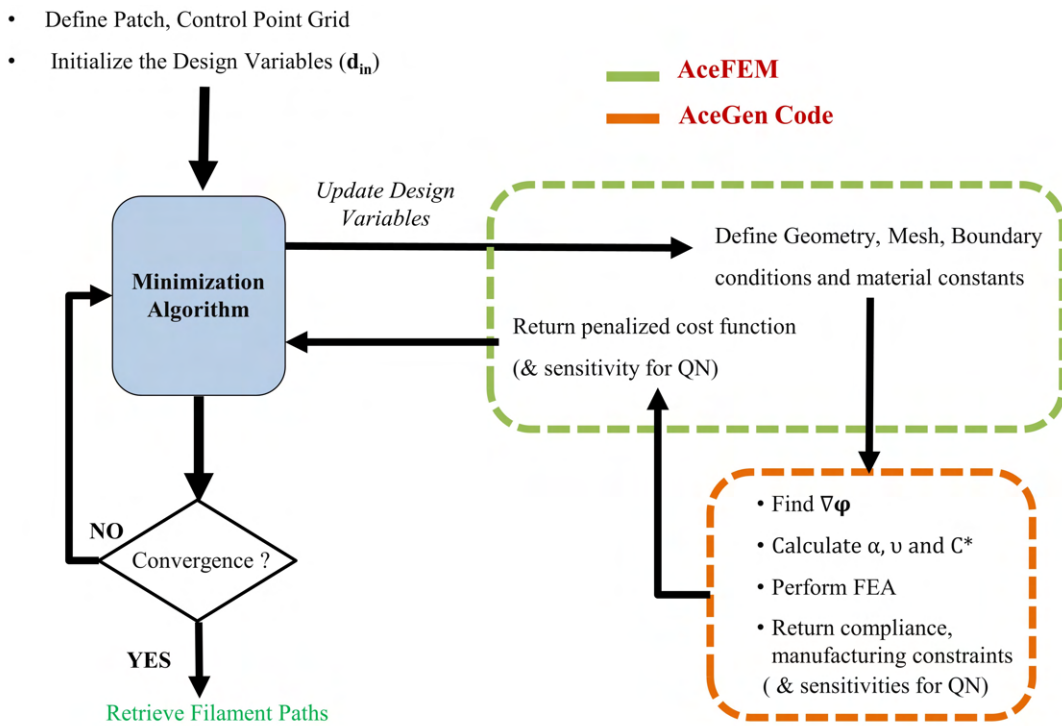 • Define Patch, Control Point Grid
• Initialize the Design Variables (d_in)
AceFEM
AceGen Code
Update Design
Variables
Minimization
Algorithm
Define Geometry, Mesh, Boundary
conditions and material constants
Return penalized cost function
(& sensitivity for QN)
• Find ∇φ
• Calculate α, υ and C*
• Perform FEA
• Return compliance,
manufacturing constraints
( & sensitivities for QN)
NO
Convergence ?
YES
Retrieve Filament Paths